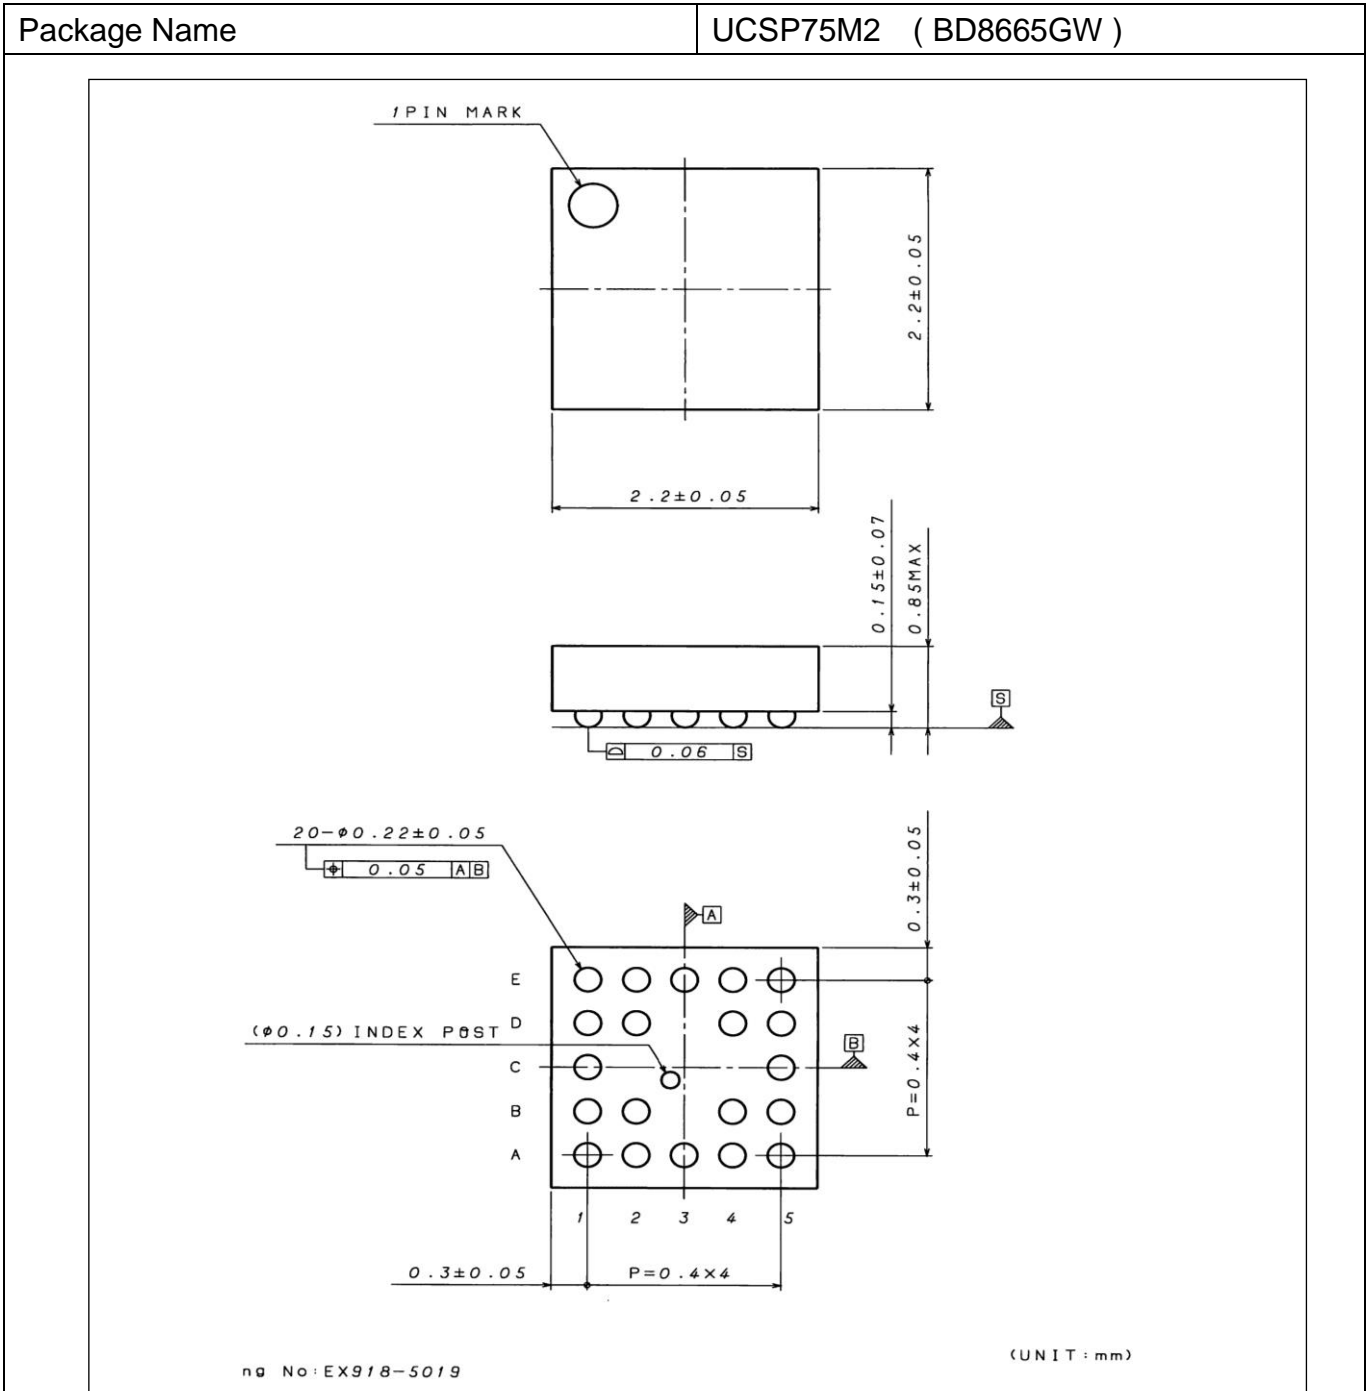 Package Name
UCSP75M2 ( BD8665GW )
1PIN MARK
2.2±0.05
2.2±0.05
0.15±0.07
0.85MAX
S
0.06 S
20-φ0.22±0.05
0.05 A B
0.3±0.05
A
E
(φ0.15) INDEX POST
D
B
C
P=0.4×4
B
A
1 2 3 4 5
0.3±0.05
P=0.4×4
(UNIT:mm)
ng No:EX918-5019